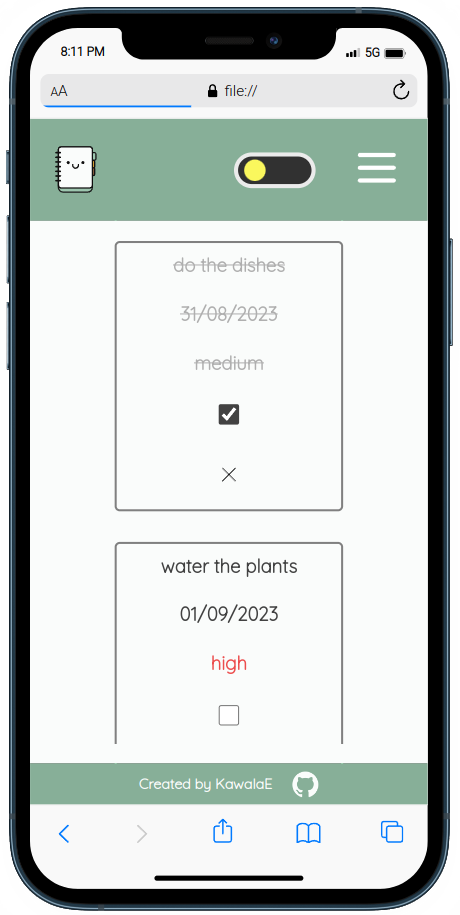 8:11 PM
5G
AA
file://
do the dishes
31/08/2023
medium
water the plants
01/09/2023
high
Created by KawalaE